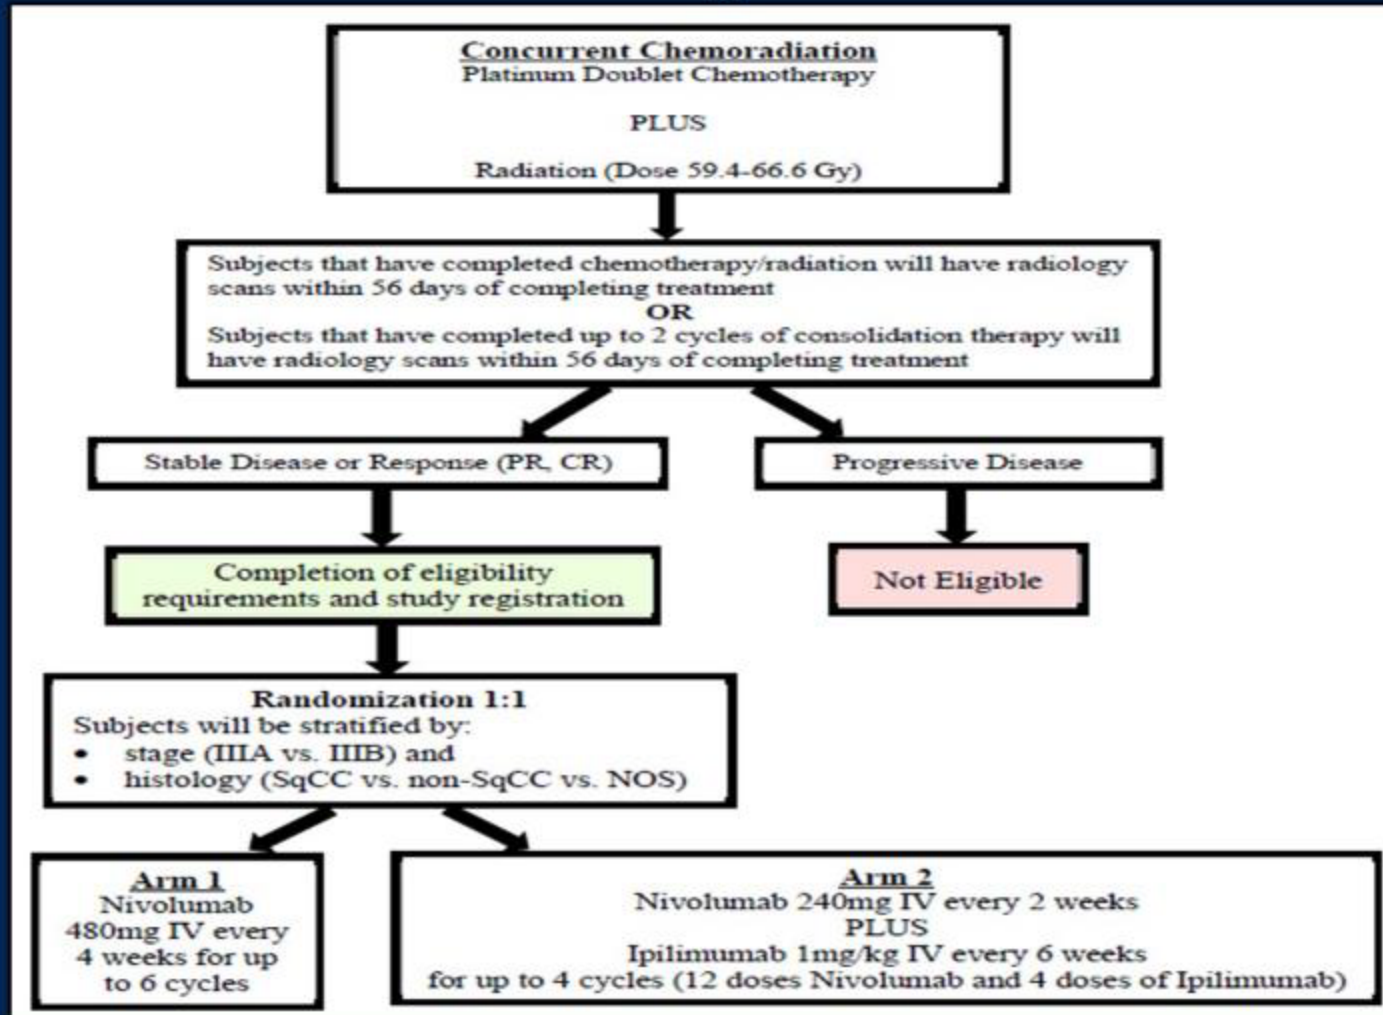 Concurrent Chemoradiation
Platinum Doublet Chemotherapy
PLUS
Radiation (Dose 59.4-66.6 Gy)
Subjects that have completed chemotherapy/radiation will have radiology
scans within 56 days of completing treatment
OR
Subjects that have completed up to 2 cycles of consolidation therapy will
have radiology scans within 56 days of completing treatment
Stable Disease or Response (PR, CR)
Progressive Disease
Completion of eligibility
requirements and study registration
Not Eligible
Randomization 1:1
Subjects will be stratified by:
• stage (IIIA vs. IIIB) and
• histology (SqCC vs. non-SqCC vs. NOS)
Arm 1
Nivolumab
480mg IV every
4 weeks for up
to 6 cycles
Arm 2
Nivolumab 240mg IV every 2 weeks
PLUS
Ipilimumab 1mg/kg IV every 6 weeks
for up to 4 cycles (12 doses Nivolumab and 4 doses of Ipilimumab)